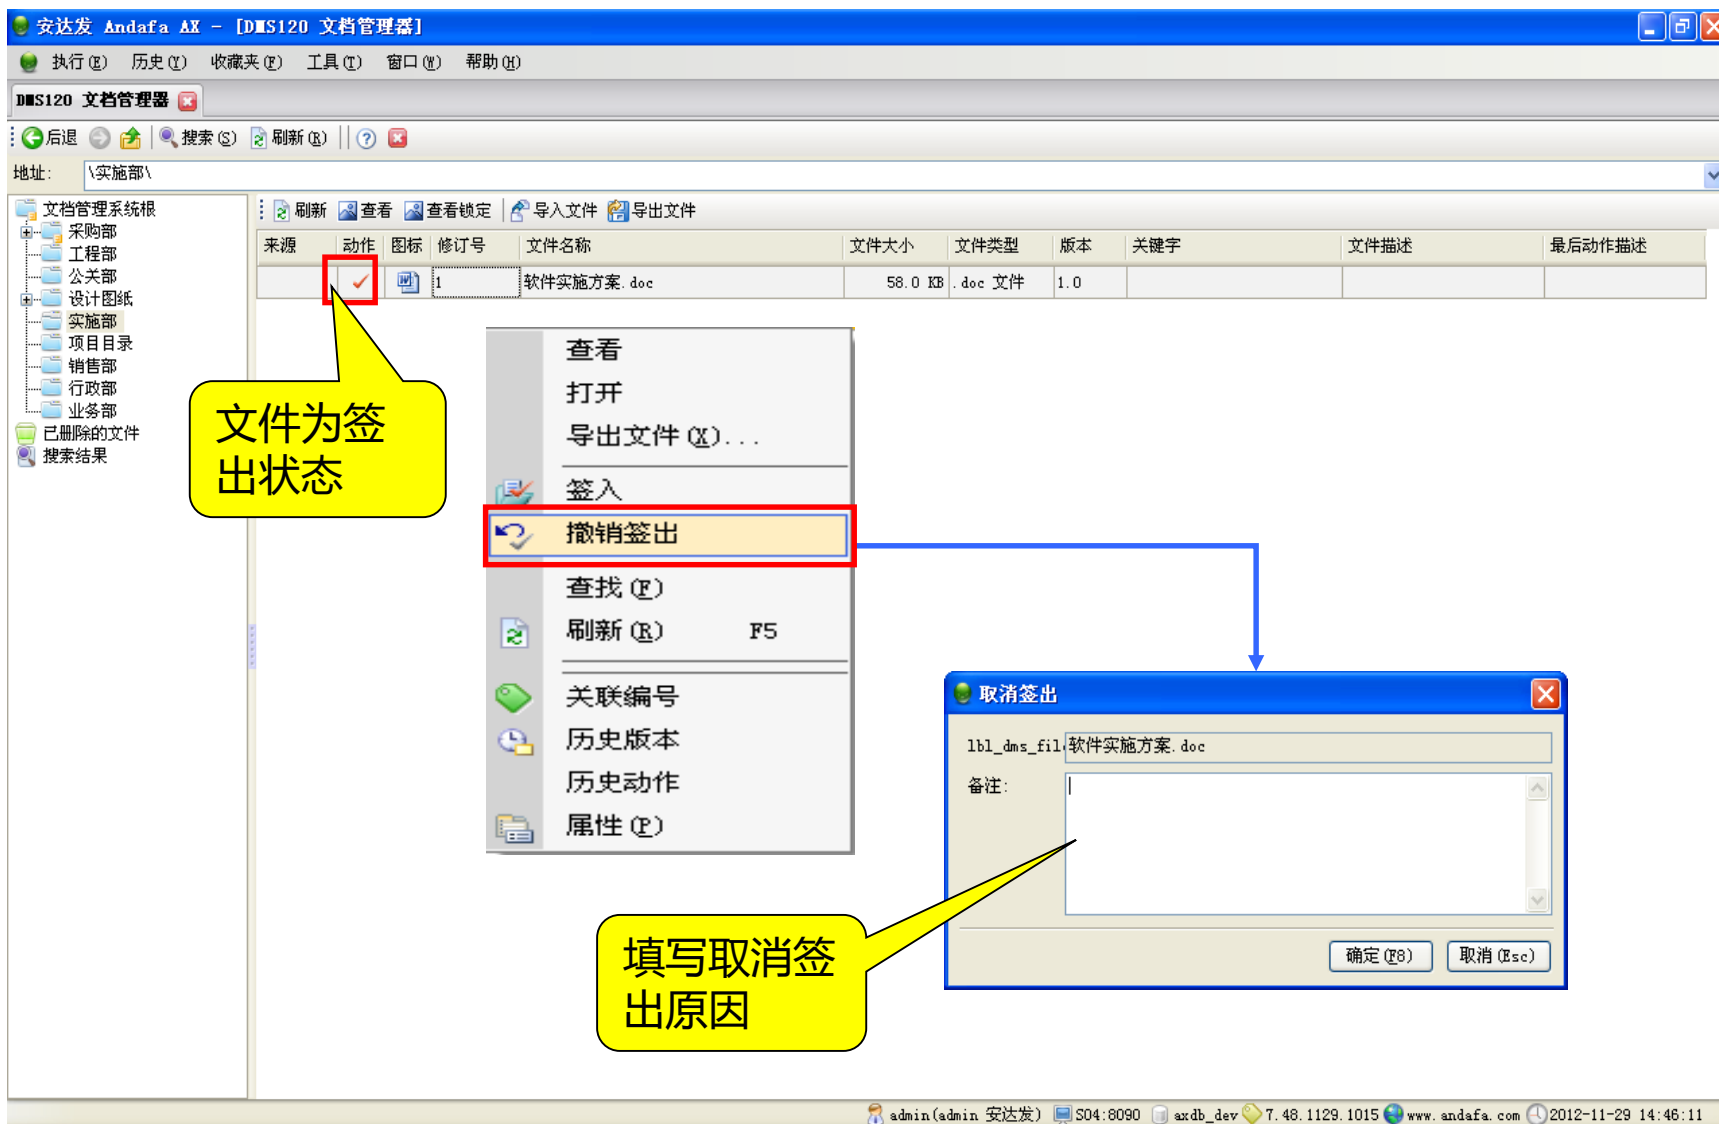 安达发 Andafa AX - [DMS120 文档管理器]
执行(E) 历史(Y) 收藏夹(F) 工具(T) 窗口(W) 帮助(H)
DMS120 文档管理器
后退 搜索(S) 刷新(R)
地址: \实施部\
文档管理系统根
采购部
工程部
公关部
设计图纸
实施部
项目目录
销售部
行政部
业务部
已删除的文件
搜索结果
刷新 查看 查看锁定 导入文件 导出文件
来源 动作 图标 修订号 文件名称 文件大小 文件类型 版本 关键字 文件描述 最后动作描述
1 软件实施方案.doc 58.0 KB .doc 文件 1.0
文件为签
出状态
查看
打开
导出文件(X)...
签入
撤销签出
查找(F)
刷新(R) F5
关联编号
历史版本
历史动作
属性(P)
取消签出
lbl_dms_fil 软件实施方案.doc
备注:
确定(F8) 取消(Esc)
填写取消签
出原因
admin(admin 安达发) S04:8090 axdb_dev 7.48.1129.1015 www.andafa.com 2012-11-29 14:46:11